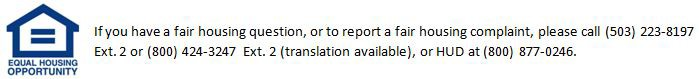 If you have a fair housing question, or to report a fair housing complaint, please call (503) 223-8197
Ext. 2 or (800) 424-3247  Ext. 2 (translation available), or HUD at (800) 877-0246.
EQUAL HOUSING
OPPORTUNITY